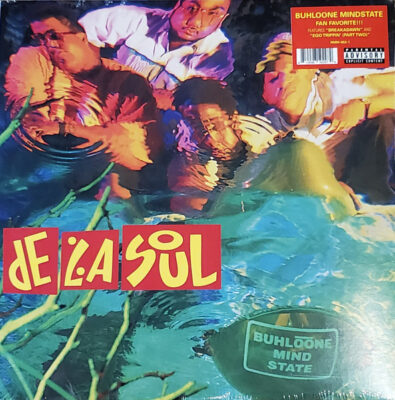 BUHLOONE MINDSTATE
FAN FAVORITE!!!
FEATURES "BREAKADAWN" AND
"EGO TRIPPIN' (PART TWO)"
PARENTAL
ADVISORY
EXPLICIT CONTENT
DE LA SOUL
BUHLOONE
MIND
STATE